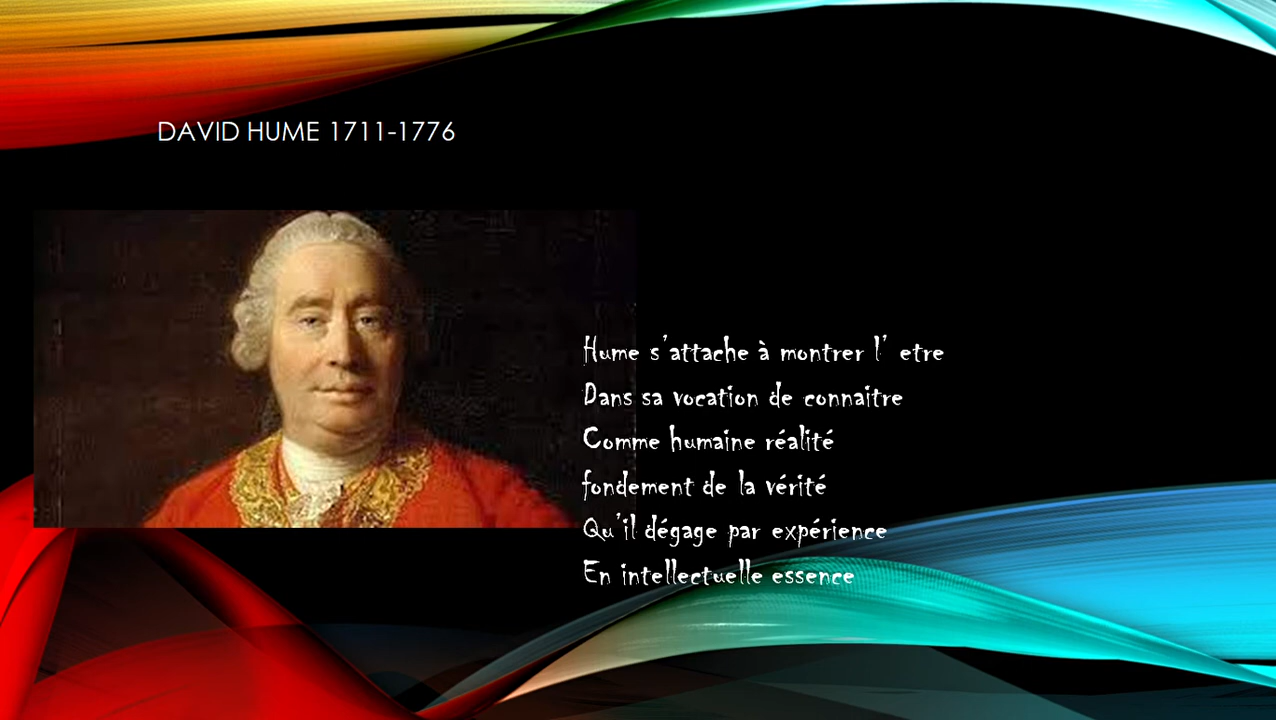 DAVID HUME 1711-1776
Hume s'attache à montrer l' etre
Dans sa vocation de connaitre
Comme humaine réalité
fondement de la vérité
Qu'il dégage par expérience
En intellectuelle essence